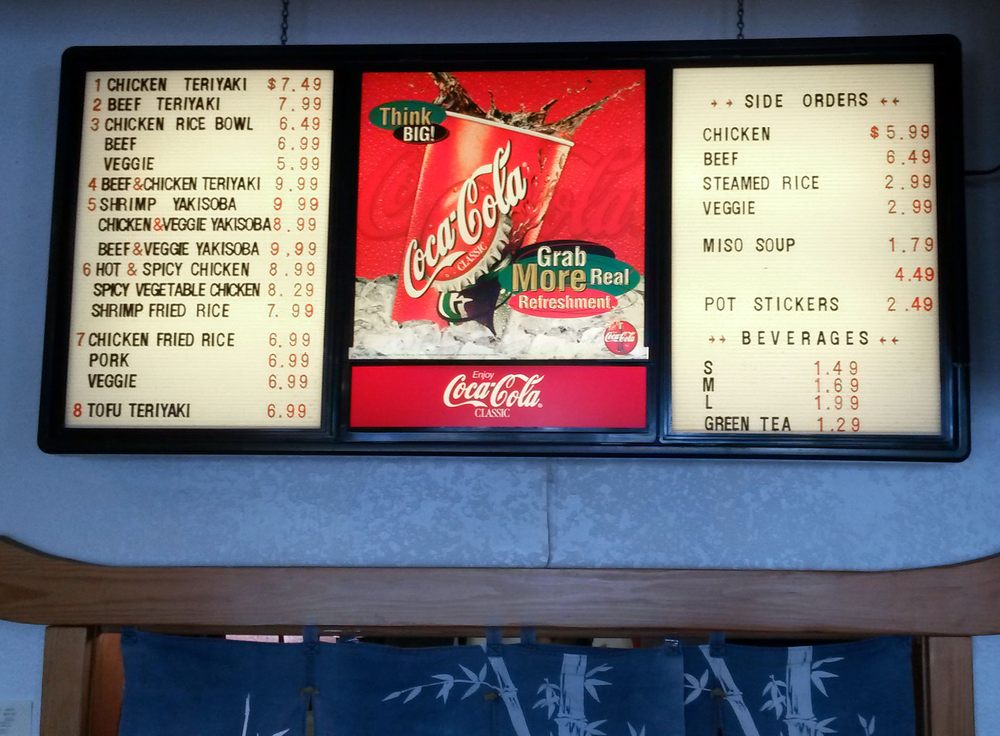 1 CHICKEN TERIYAKI $7.49
2 BEEF TERIYAKI 7.99
3 CHICKEN RICE BOWL 6.49
BEEF 6.99
VEGGIE 5.99
4 BEEF&CHICKEN TERIYAKI 9.99
5 SHRIMP YAKISOBA 9 99
CHICKEN&VEGGIE YAKISOBA 8.99
BEEF&VEGGIE YAKISOBA 9.99
6 HOT & SPICY CHICKEN 8.99
SPICY VEGETABLE CHICKEN 8.29
SHRIMP FRIED RICE 7.99
7 CHICKEN FRIED RICE 6.99
PORK 6.99
VEGGIE 6.99
8 TOFU TERIYAKI 6.99
Think
BIG!
Coca-Cola
CLASSIC
Grab
More Real
Refreshment
Coca-Cola
Enjoy
Coca-Cola
CLASSIC
SIDE ORDERS
CHICKEN $5.99
BEEF 6.49
STEAMED RICE 2.99
VEGGIE 2.99
MISO SOUP 1.79
4.49
POT STICKERS 2.49
BEVERAGES
S 1.49
M 1.69
L 1.99
GREEN TEA 1.29